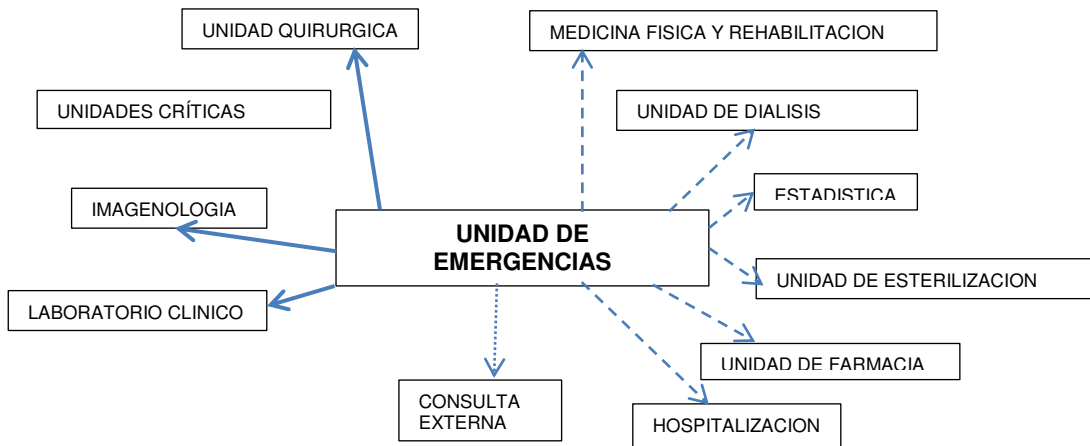 UNIDAD QUIRURGICA
MEDICINA FISICA Y REHABILITACION
UNIDADES CRÍTICAS
UNIDAD DE DIALISIS
IMAGENOLOGIA
ESTADISTICA
UNIDAD DE
EMERGENCIAS
UNIDAD DE ESTERILIZACION
LABORATORIO CLINICO
UNIDAD DE FARMACIA
CONSULTA
EXTERNA
HOSPITALIZACION